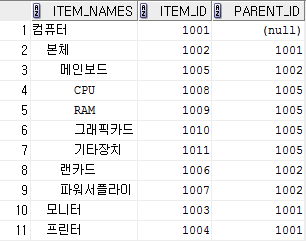 ITEM_NAMES ITEM_ID PARENT_ID
1 컴퓨터 1001 (null)
2 본체 1002 1001
3 메인보드 1005 1002
4 CPU 1008 1005
5 RAM 1009 1005
6 그래픽카드 1010 1005
7 기타장치 1011 1005
8 랜카드 1006 1002
9 파워서플라이 1007 1002
10 모니터 1003 1001
11 프린터 1004 1001